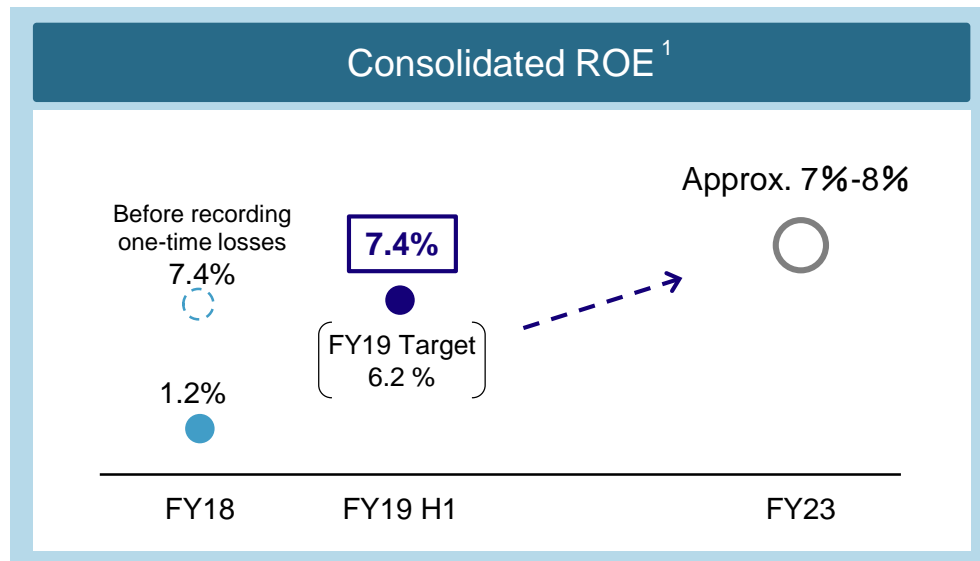 Consolidated ROE 1
Approx. 7%-8%
Before recording
one-time losses
7.4%
7.4%
FY19 Target
6.2 %
1.2%
FY18
FY19 H1
FY23